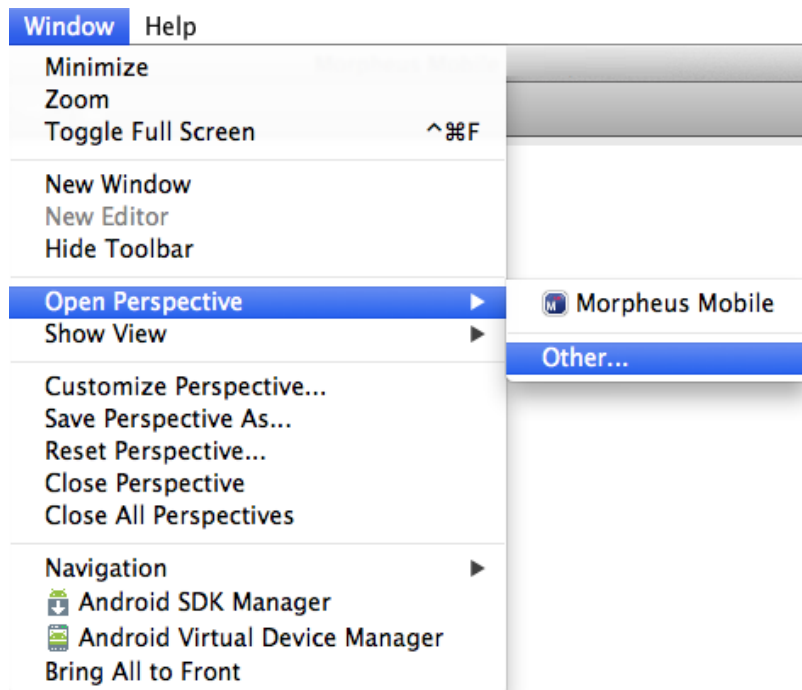 Window Help
Minimize
Zoom
Toggle Full Screen ^⌘F
New Window
New Editor
Hide Toolbar
Open Perspective ▶
Morpheus Mobile
Show View ▶
Other...
Customize Perspective...
Save Perspective As...
Reset Perspective...
Close Perspective
Close All Perspectives
Navigation ▶
Android SDK Manager
Android Virtual Device Manager
Bring All to Front